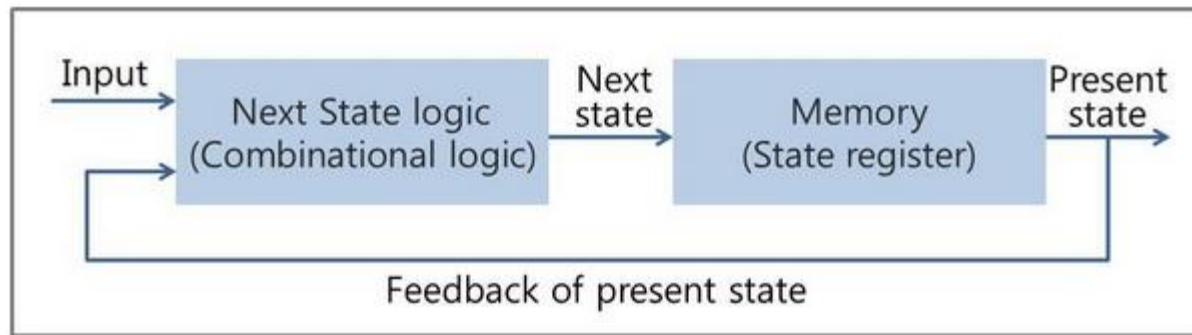 Input
Next State logic
(Combinational logic)
Next
state
Memory
(State register)
Present
state
Feedback of present state